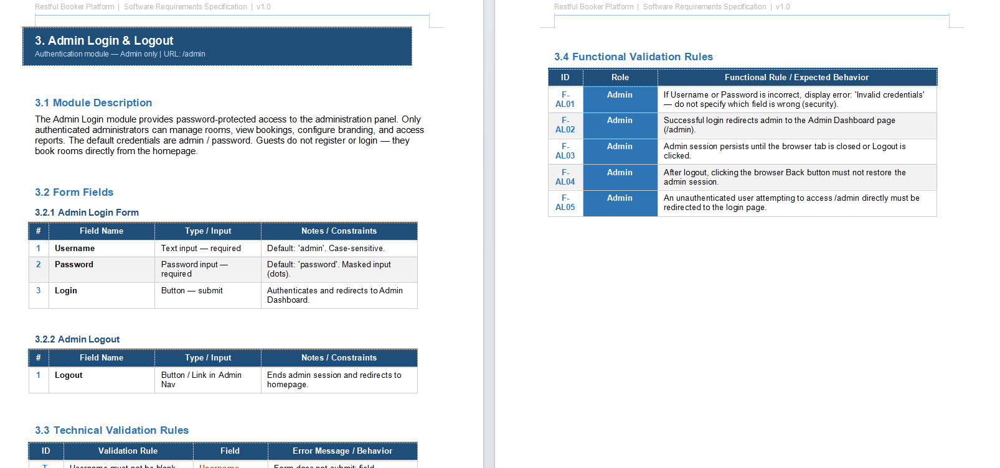 Restful Booker Platform | Software Requirements Specification | v1.0
3. Admin Login & Logout
Authentication module — Admin only | URL: /admin
3.1 Module Description
The Admin Login module provides password-protected access to the administration panel. Only
authenticated administrators can manage rooms, view bookings, configure branding, and access
reports. The default credentials are admin / password. Guests do not register or login — they
book rooms directly from the homepage.
3.2 Form Fields
3.2.1 Admin Login Form
# Field Name Type / Input Notes / Constraints
1 Username Text input — required Default: 'admin'. Case-sensitive.
2 Password Password input — Default: 'password'. Masked input
required (dots).
3 Login Button — submit Authenticates and redirects to Admin
Dashboard.
3.2.2 Admin Logout
# Field Name Type / Input Notes / Constraints
1 Logout Button / Link in Admin Ends admin session and redirects to
Nav homepage.
3.3 Technical Validation Rules
ID Validation Rule Field Error Message / Behavior
T- Username must not be blank. Username Form does not submit; field
Restful Booker Platform | Software Requirements Specification | v1.0
3.4 Functional Validation Rules
ID Role Functional Rule / Expected Behavior
F- Admin If Username or Password is incorrect, display error: 'Invalid credentials'
AL01 — do not specify which field is wrong (security).
F- Admin Successful login redirects admin to the Admin Dashboard page
AL02 (/admin).
F- Admin Admin session persists until the browser tab is closed or Logout is
AL03 clicked.
F- Admin After logout, clicking the browser Back button must not restore the
AL04 admin session.
F- Admin An unauthenticated user attempting to access /admin directly must be
AL05 redirected to the login page.